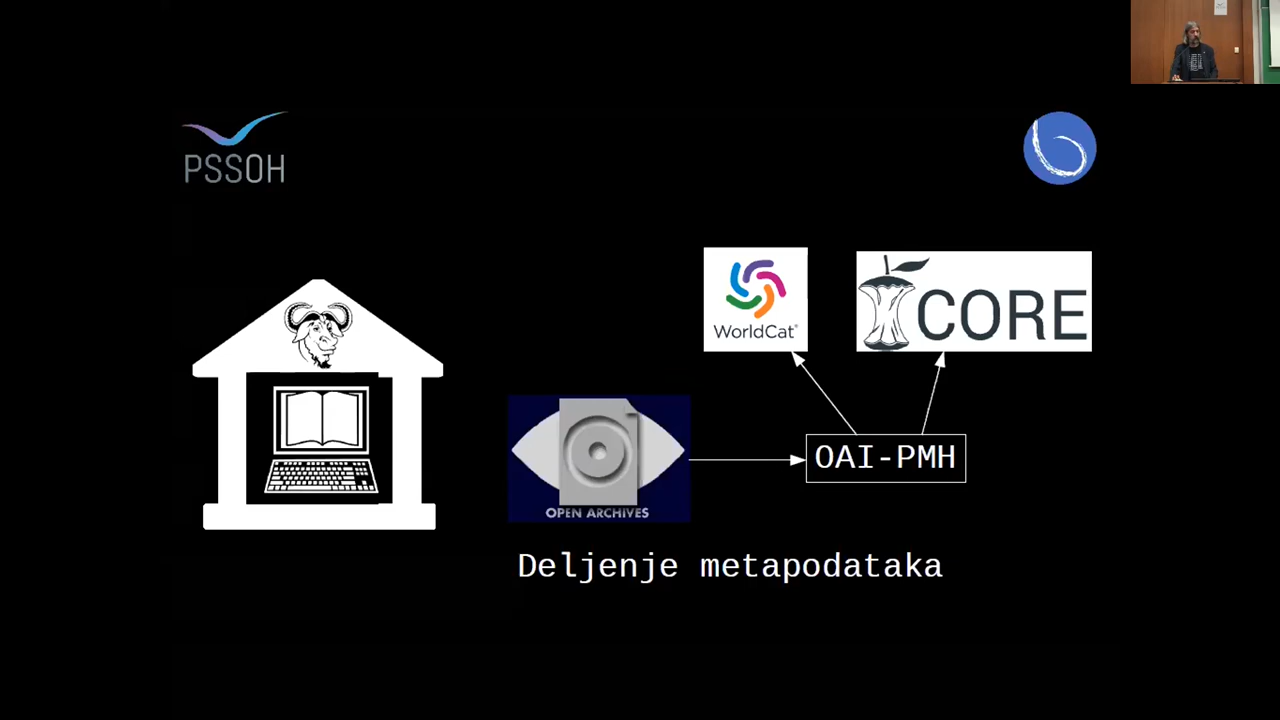 PSSOH
WorldCat®
CORE
OAI-PMH
OPEN ARCHIVES
Deljenje metapodataka